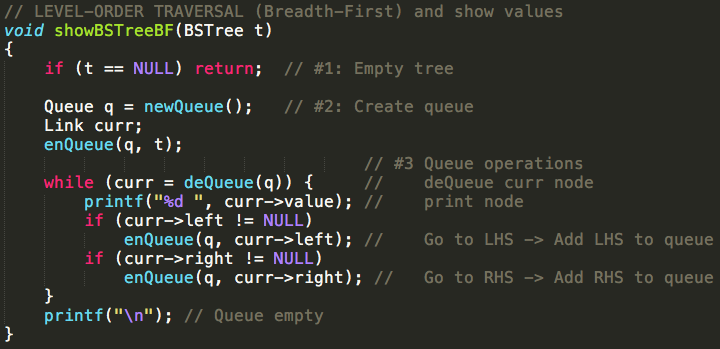 // LEVEL-ORDER TRAVERSAL (Breadth-First) and show values
void showBSTreeBF(BSTree t)
{
    if (t == NULL) return;  // #1: Empty tree

    Queue q = newQueue();   // #2: Create queue
    Link curr;
    enQueue(q, t);
                                // #3 Queue operations
    while (curr = deQueue(q)) {     //    deQueue curr node
        printf("%d ", curr->value); //    print node
        if (curr->left != NULL)
            enQueue(q, curr->left); //    Go to LHS -> Add LHS to queue
        if (curr->right != NULL)
            enQueue(q, curr->right); //   Go to RHS -> Add RHS to queue
    }
    printf("\n"); // Queue empty
}